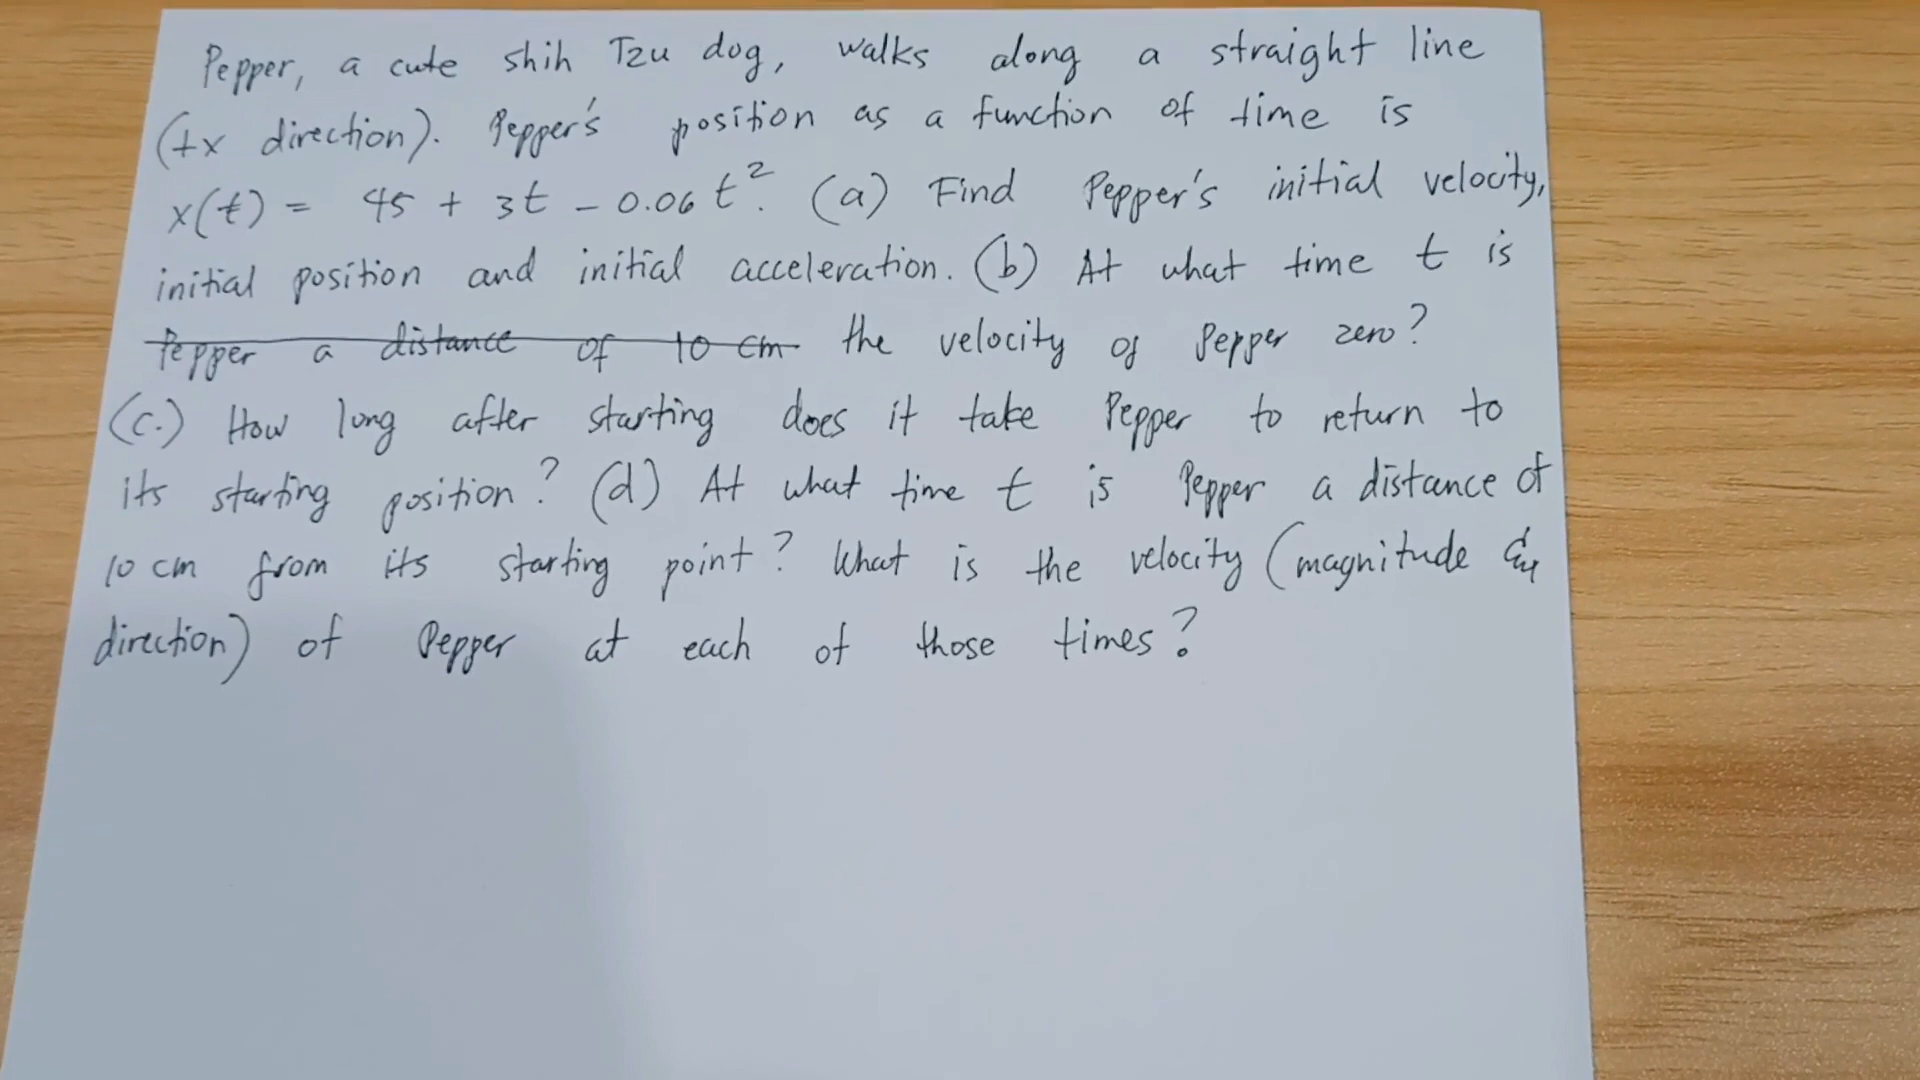 Pepper, a cute shih Tzu dog, walks along a straight line
(+x direction). Pepper's position as a function of time is
x(t) = 45 + 3t - 0.06 t². (a) Find Pepper's initial velocity,
initial position and initial acceleration. (b) At what time t is
Pepper a distance of 10 cm the velocity of Pepper zero?
(c.) How long after starting does it take Pepper to return to
its starting position? (d) At what time t is Pepper a distance of
10 cm from its starting point? What is the velocity (magnitude &
direction) of Pepper at each of those times?